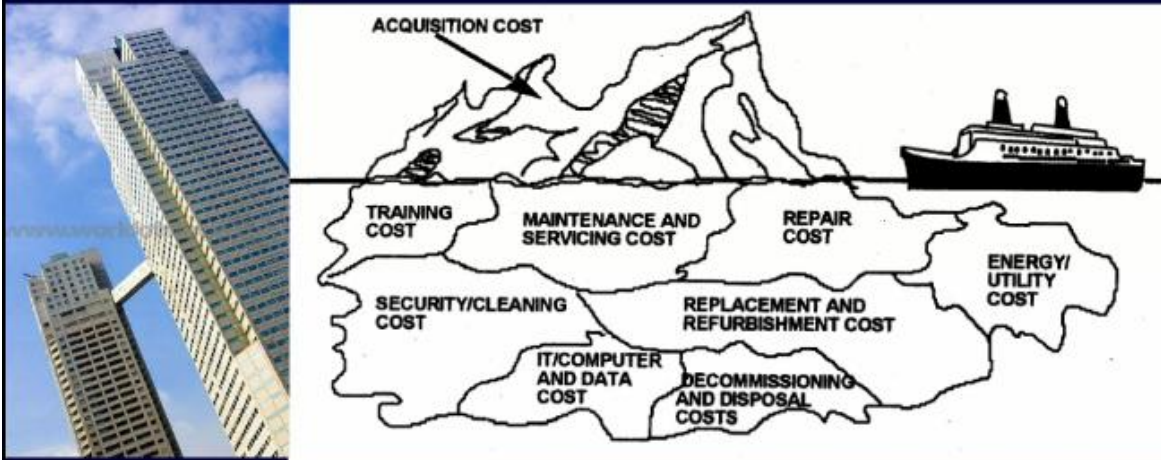 ACQUISITION COST
TRAINING
COST
MAINTENANCE AND
SERVICING COST
REPAIR
COST
ENERGY/
UTILITY
COST
SECURITY/CLEANING
COST
REPLACEMENT AND
REFURBISHMENT COST
IT/COMPUTER
AND DATA
COST
DECOMMISSIONING
AND DISPOSAL
COSTS